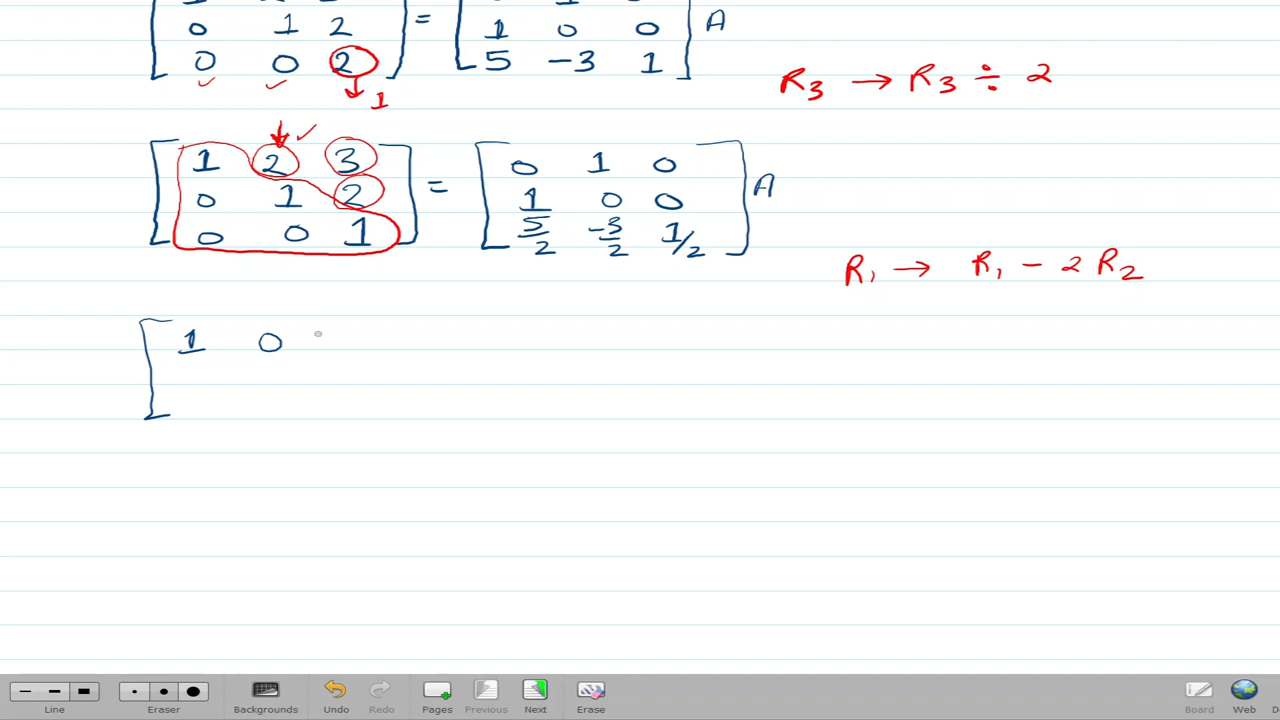 0 1 2 = 1 0 0 A
0 0 2 5 -3 1
1
R3 → R3 ÷ 2
1 2 3 0 1 0
0 1 2 = 1 0 0 A
0 0 1 5/2 -3/2 1/2
R1 → R1 - 2 R2
1 0
Line Eraser Backgrounds Undo Redo Pages Previous Next Erase Board Web